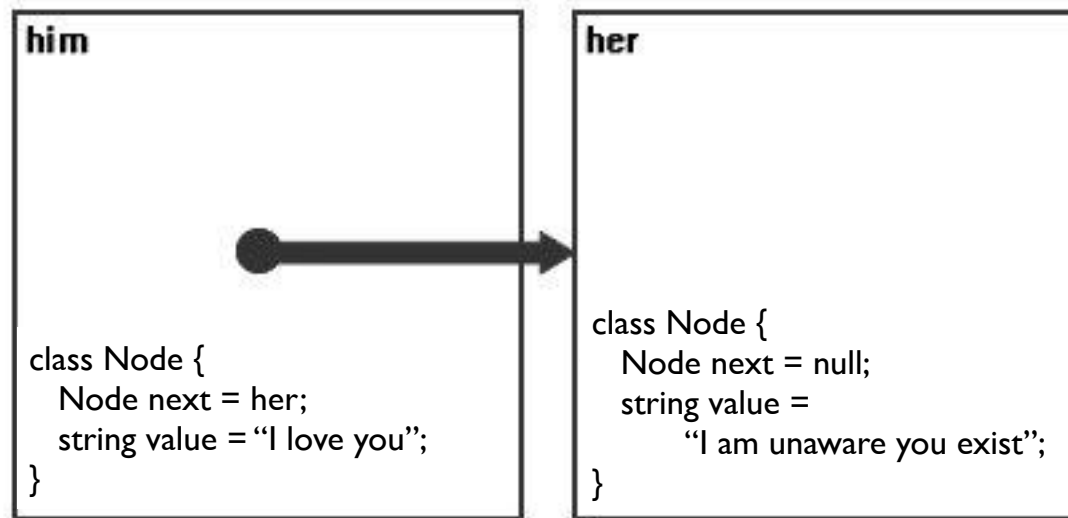 him
class Node {
Node next = her;
string value = “I love you”;
}
her
class Node {
Node next = null;
string value =
“I am unaware you exist”;
}